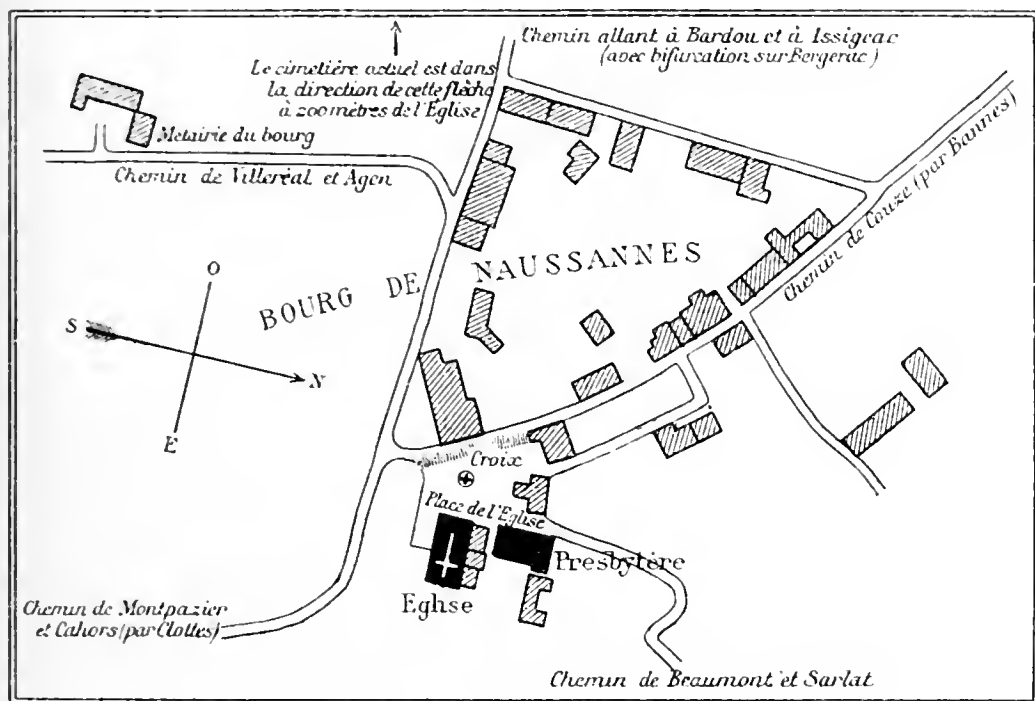 Chemin allant à Bardou et à Issigeac
(avec bifurcation sur Bergerac)
Le cimetière actuel est dans
la direction de cette flèche
à 200 mètres de l'Église
Metairie du bourg
Chemin de Villeréal et Agen
Chemin de Couze (par Bannes)
BOURG DE NAUSSANNES
O
S
N
E
Croix
Place de l'Eglise
Presbytère
Eglise
Chemin de Montpazier
et Cahors (par Clottes)
Chemin de Beaumont et Sarlat